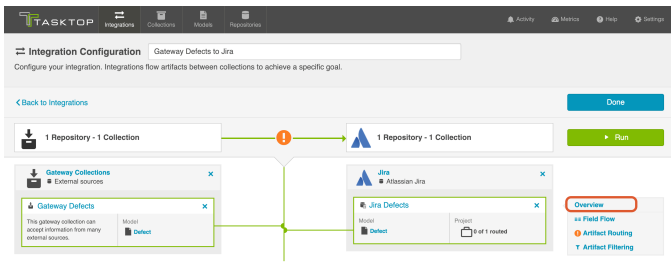 TASKTOP
Integrations
Collections
Models
Repositories
Activity
Metrics
Help
Settings
Integration Configuration
Gateway Defects to Jira
Configure your integration. Integrations flow artifacts between collections to achieve a specific goal.
Back to Integrations
Done
1 Repository - 1 Collection
1 Repository - 1 Collection
Run
Gateway Collections
External sources
Jira
Atlassian Jira
Gateway Defects
This gateway collection can
accept information from many
external sources.
Model
Defect
Jira Defects
Model
Defect
Project
0 of 1 routed
Overview
Field Flow
Artifact Routing
Artifact Filtering